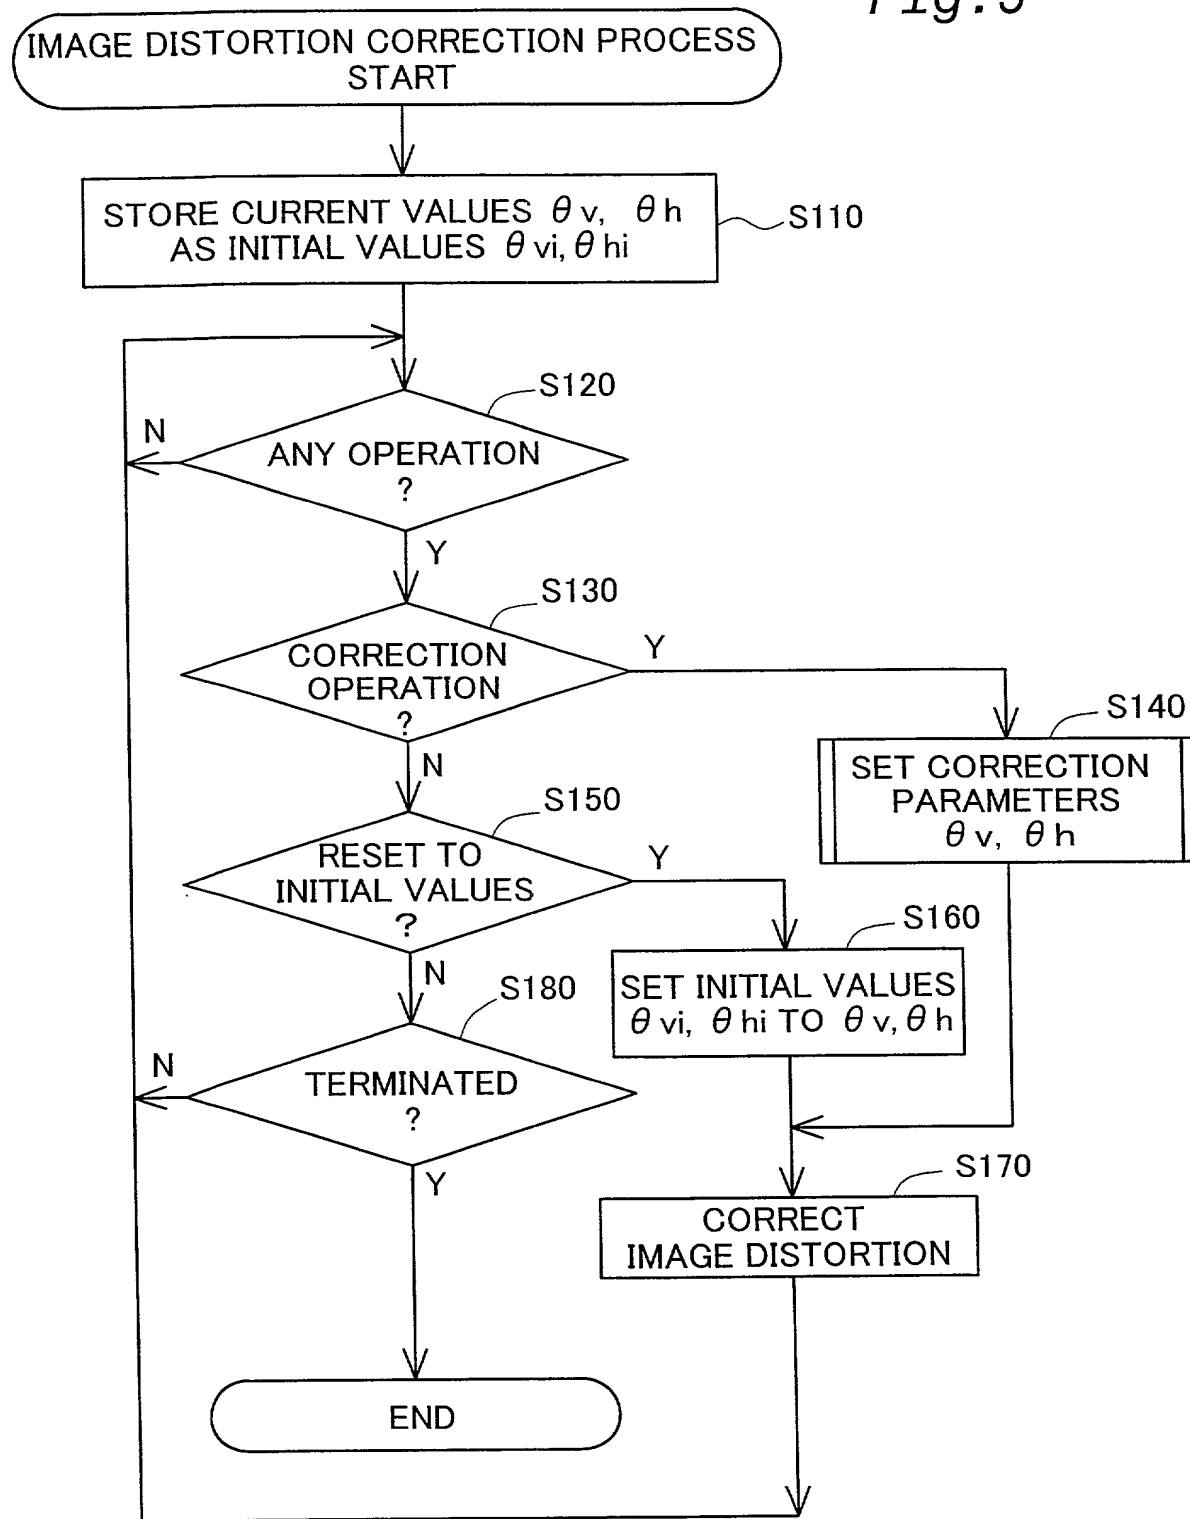 IMAGE DISTORTION CORRECTION PROCESS
START
STORE CURRENT VALUES θv, θh
AS INITIAL VALUES θvi, θhi
S110
S120
N
ANY OPERATION
?
Y
S130
CORRECTION
OPERATION
?
Y
N
S140
SET CORRECTION
PARAMETERS
θv, θh
S150
RESET TO
INITIAL VALUES
?
Y
N
S160
SET INITIAL VALUES
θvi, θhi TO θv, θh
S180
N
TERMINATED
?
Y
S170
CORRECT
IMAGE DISTORTION
END